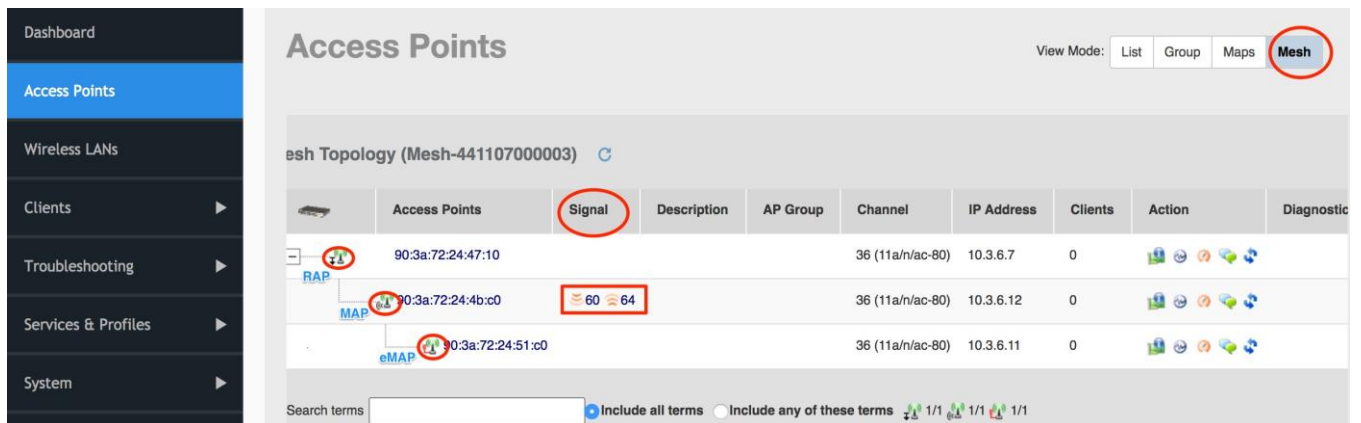 Dashboard
Access Points
Wireless LANs
Clients
Troubleshooting
Services & Profiles
System
Access Points
View Mode: List Group Maps Mesh
esh Topology (Mesh-441107000003)
Access Points Signal Description AP Group Channel IP Address Clients Action Diagnostic
90:3a:72:24:47:10 36 (11a/n/ac-80) 10.3.6.7 0
RAP
90:3a:72:24:4b:c0 60 64 36 (11a/n/ac-80) 10.3.6.12 0
MAP
90:3a:72:24:51:c0 36 (11a/n/ac-80) 10.3.6.11 0
eMAP
Search terms Include all terms Include any of these terms 1/1 1/1 1/1